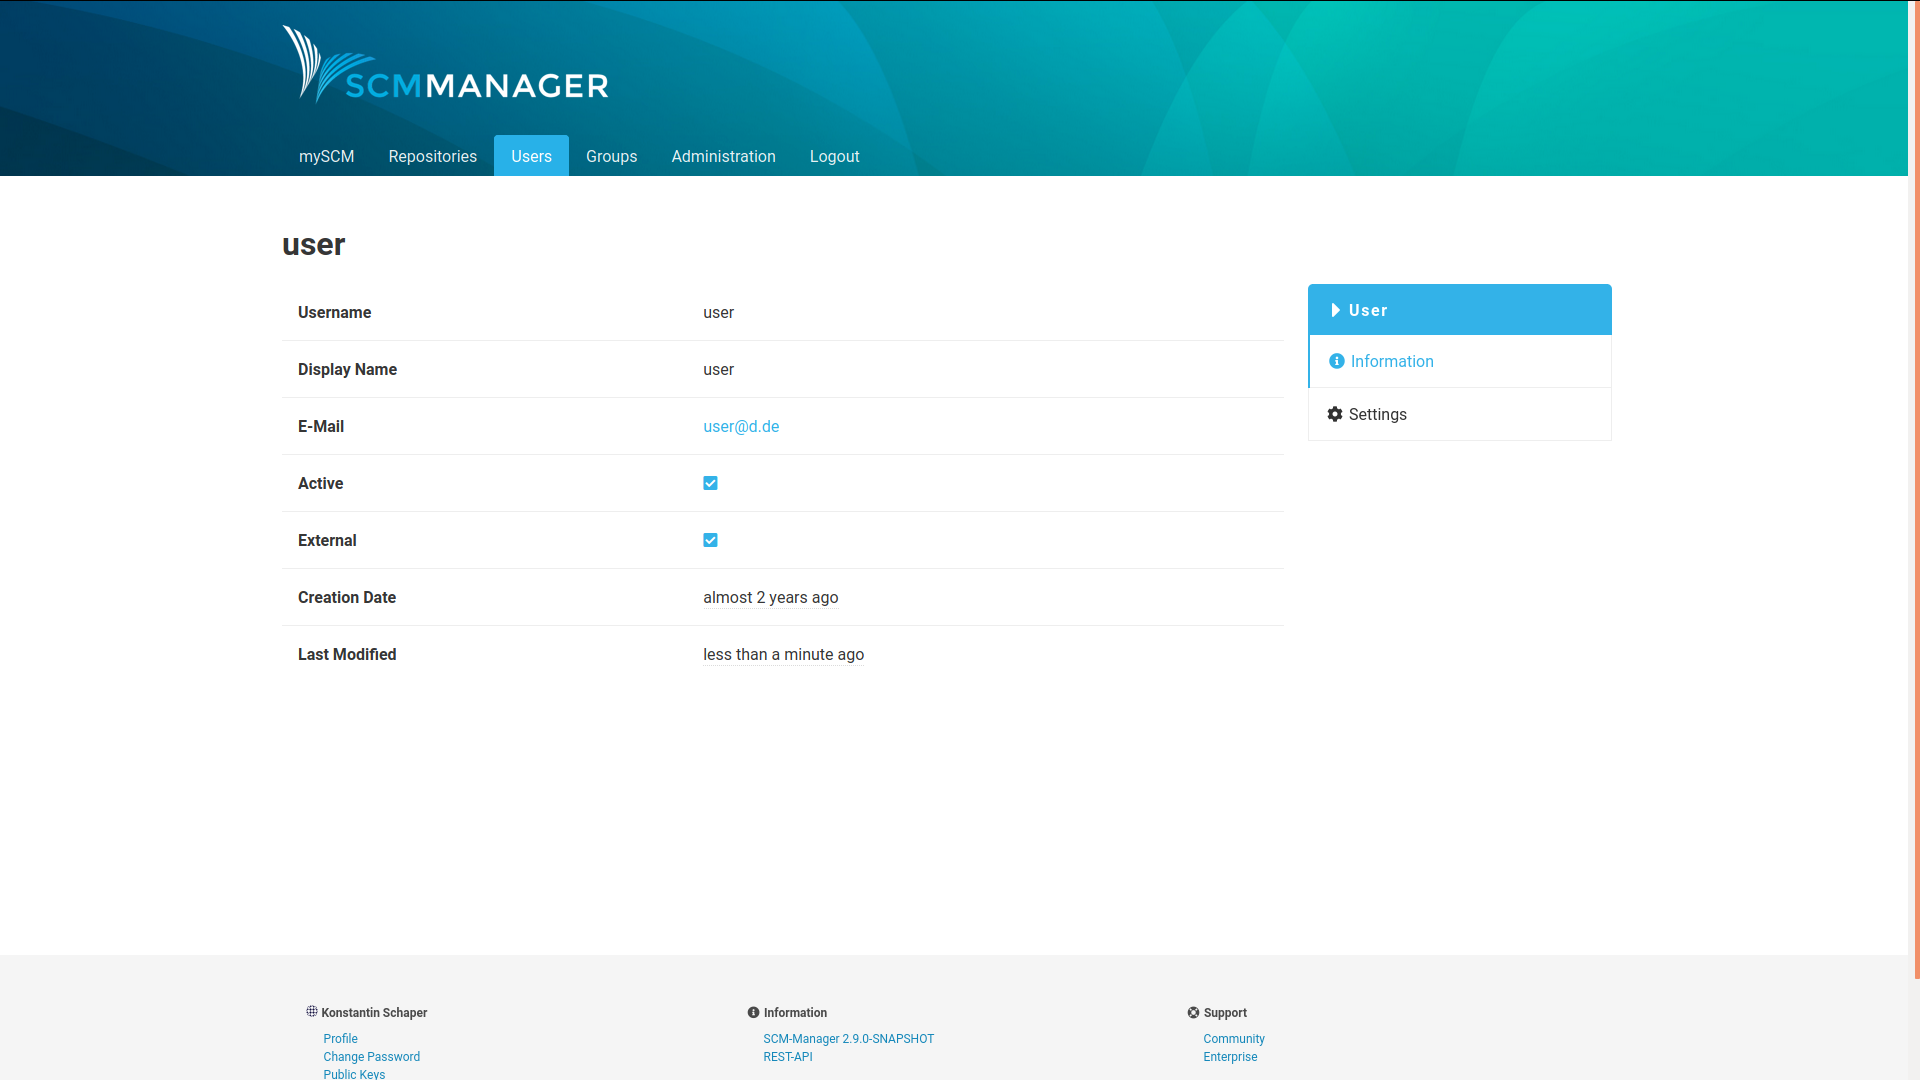 SCMMANAGER
mySCM Repositories Users Groups Administration Logout
user
Username user
Display Name user
E-Mail user@d.de
Active
External
Creation Date almost 2 years ago
Last Modified less than a minute ago
User
Information
Settings
Konstantin Schaper
Profile
Change Password
Public Keys
Information
SCM-Manager 2.9.0-SNAPSHOT
REST-API
Support
Community
Enterprise